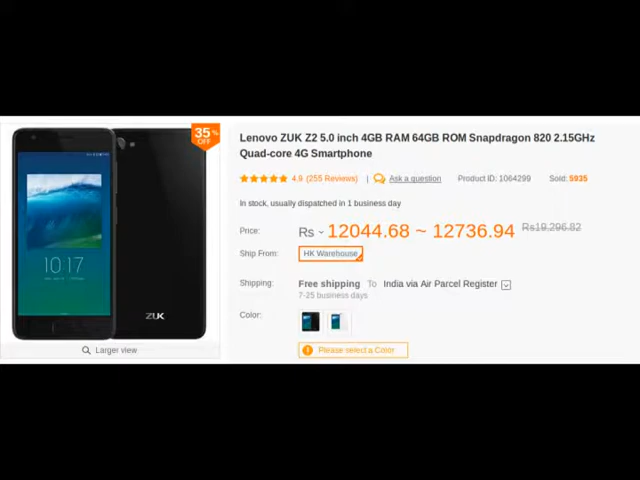 35 %
OFF
Lenovo ZUK Z2 5.0 inch 4GB RAM 64GB ROM Snapdragon 820 2.15GHz
Quad-core 4G Smartphone
4.9 (255 Reviews) | Ask a question Product ID: 1064299 Sold: 5935
In stock, usually dispatched in 1 business day
Price: Rs 12044.68 ~ 12736.94 Rs19,296.82
Ship From: HK Warehouse
Shipping: Free shipping To India via Air Parcel Register
7-25 business days
Color:
Please select a Color
10 17
ZUK
Larger view